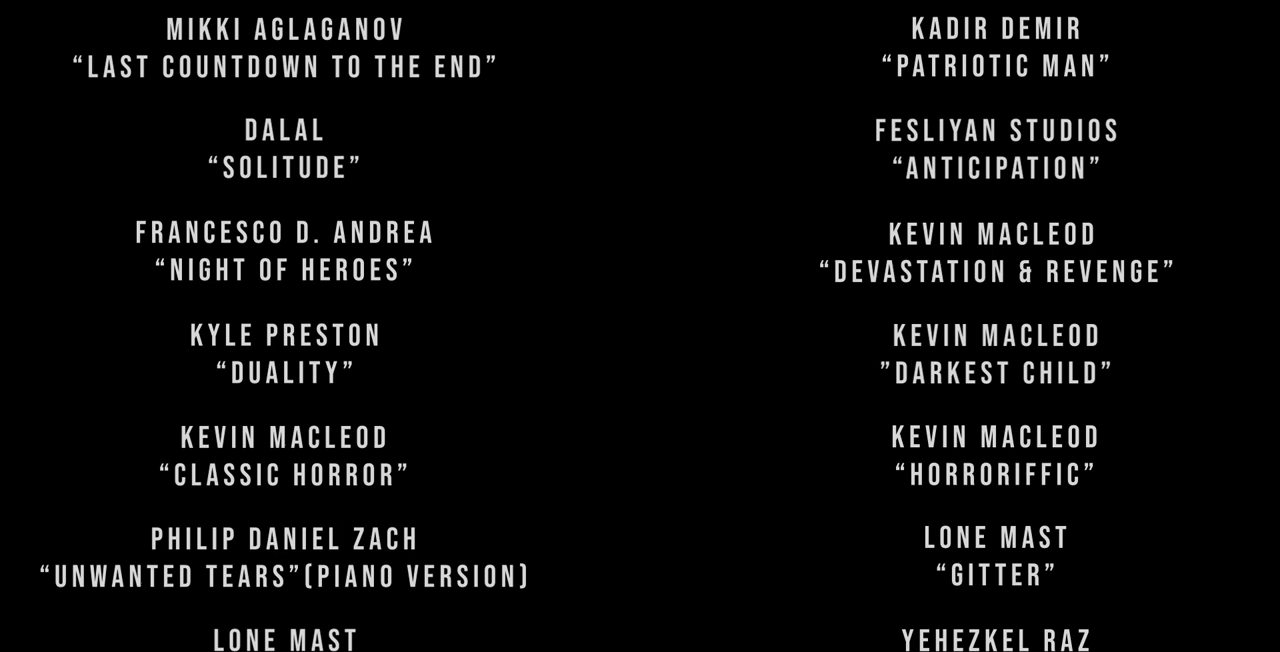 MIKKI AGLAGANOV
“LAST COUNTDOWN TO THE END”
DALAL
“SOLITUDE”
FRANCESCO D. ANDREA
“NIGHT OF HEROES”
KYLE PRESTON
“DUALITY”
KEVIN MACLEOD
“CLASSIC HORROR”
PHILIP DANIEL ZACH
“UNWANTED TEARS”(PIANO VERSION)
LONE MAST
KADIR DEMIR
“PATRIOTIC MAN”
FESLIYAN STUDIOS
“ANTICIPATION”
KEVIN MACLEOD
“DEVASTATION & REVENGE”
KEVIN MACLEOD
”DARKEST CHILD”
KEVIN MACLEOD
“HORRORIFFIC”
LONE MAST
“GITTER”
YEHEZKEL RAZ